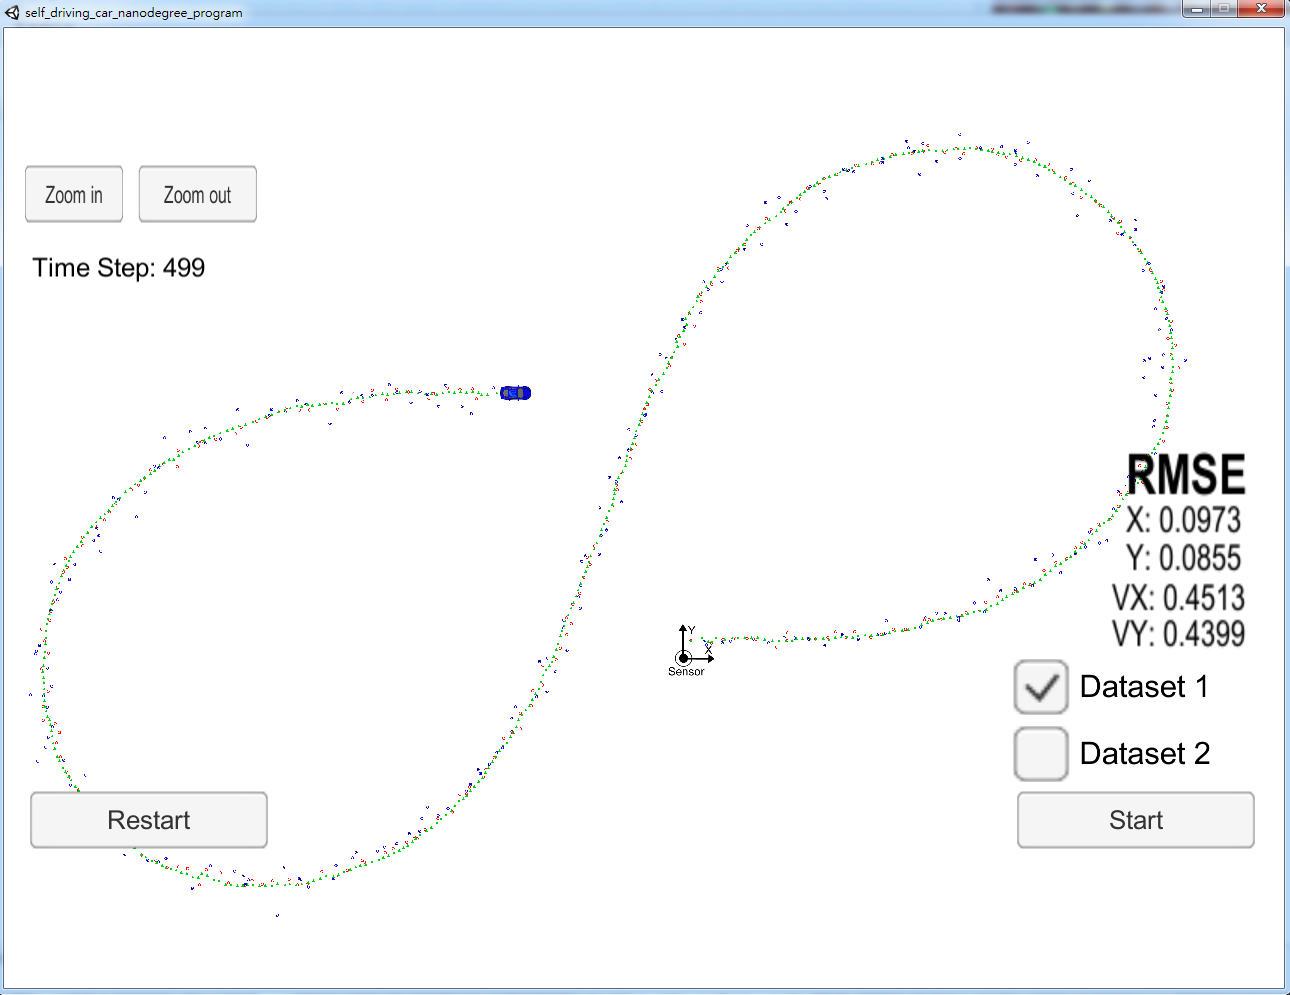 self_driving_car_nanodegree_program
Zoom in
Zoom out
Time Step: 499
RMSE
X: 0.0973
Y: 0.0855
VX: 0.4513
VY: 0.4399
Y
X
Sensor
Dataset 1
Dataset 2
Restart
Start